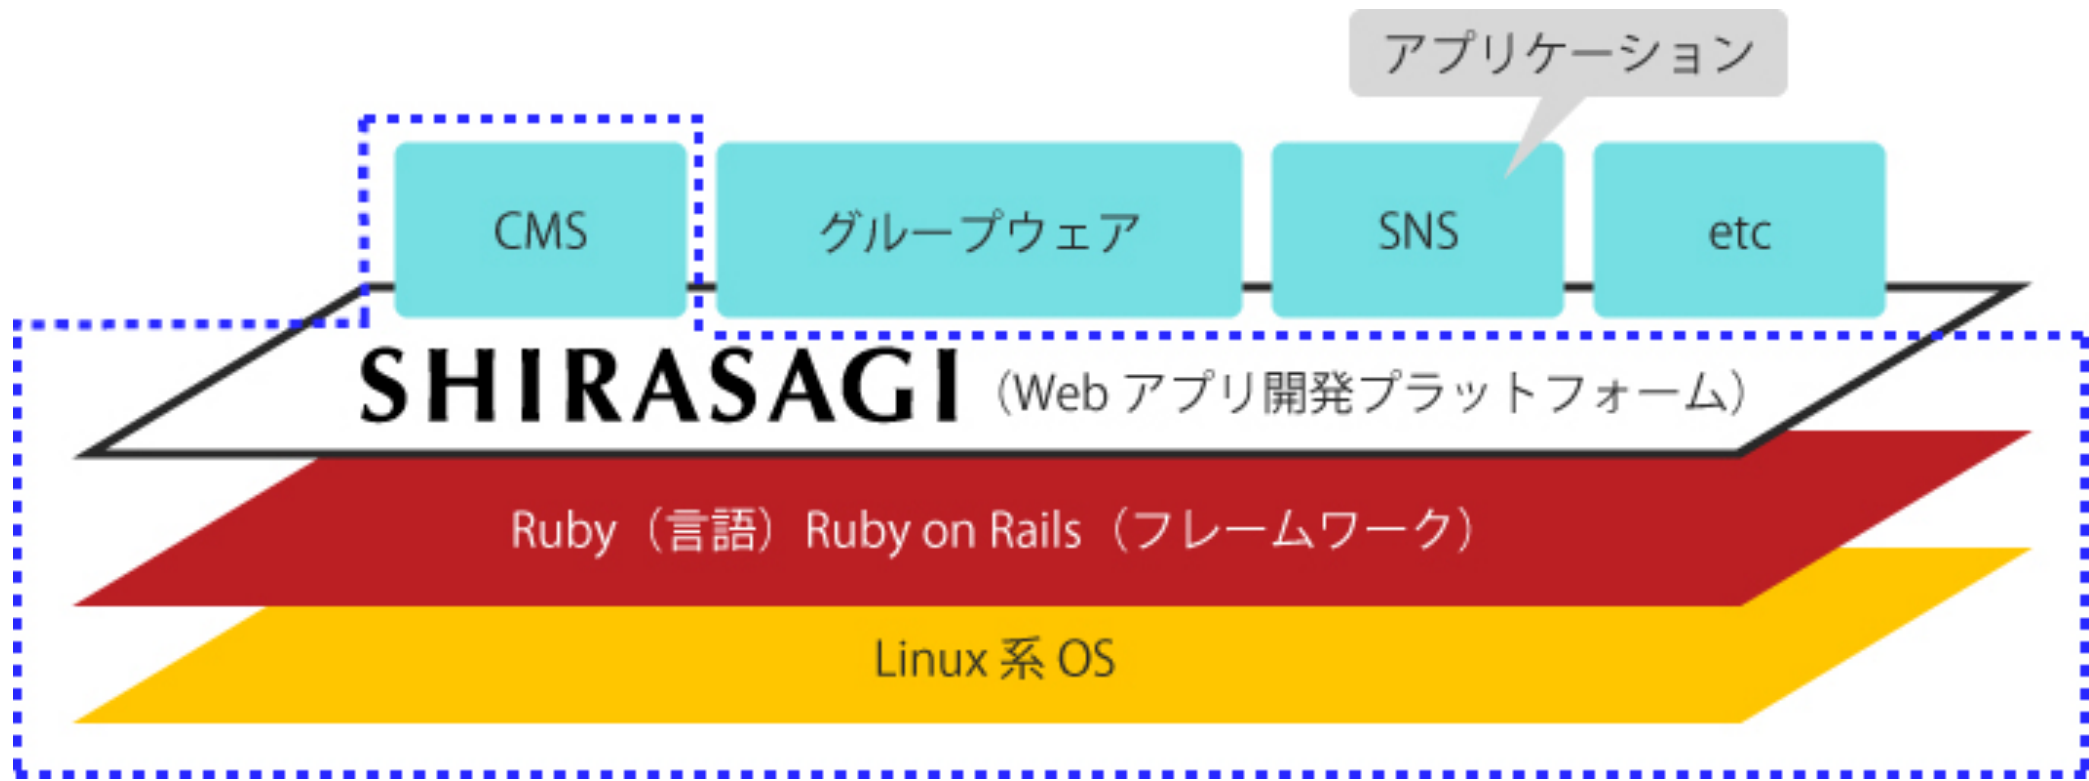 アプリケーション
CMS
グループウェア
SNS
etc
SHIRASAGI（Web アプリ開発プラットフォーム）
Ruby（言語）Ruby on Rails（フレームワーク）
Linux 系 OS